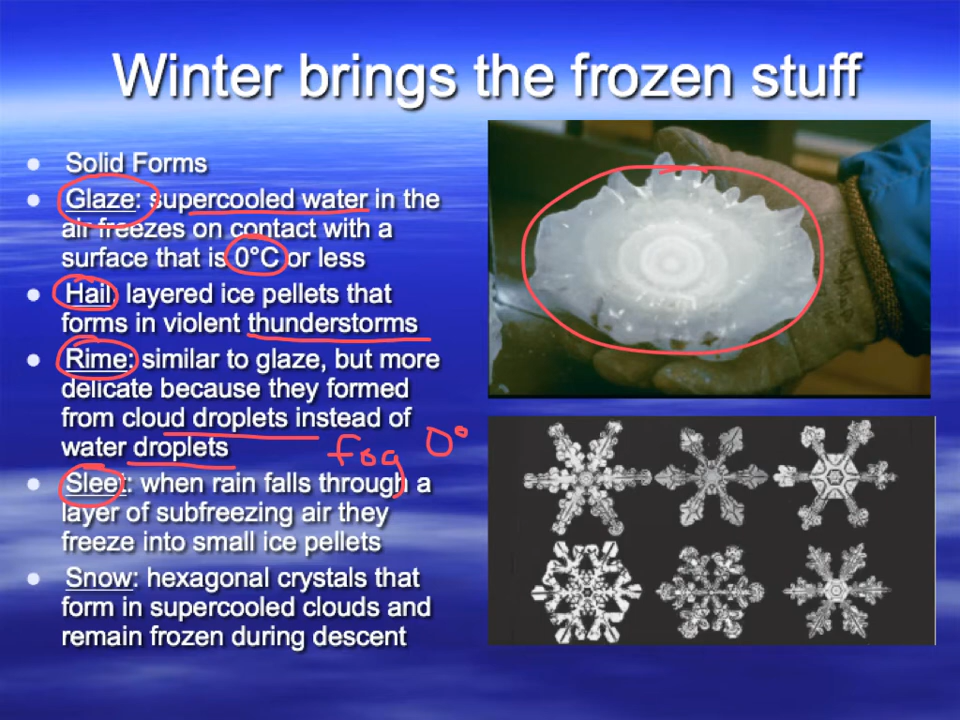 Winter brings the frozen stuff
● Solid Forms
● Glaze: supercooled water in the
air freezes on contact with a
surface that is 0°C or less
● Hail, layered ice pellets that
forms in violent thunderstorms
● Rime: similar to glaze, but more
delicate because they formed
from cloud droplets instead of
water droplets
fog 0°
● Sleet: when rain falls through a
layer of subfreezing air they
freeze into small ice pellets
● Snow: hexagonal crystals that
form in supercooled clouds and
remain frozen during descent